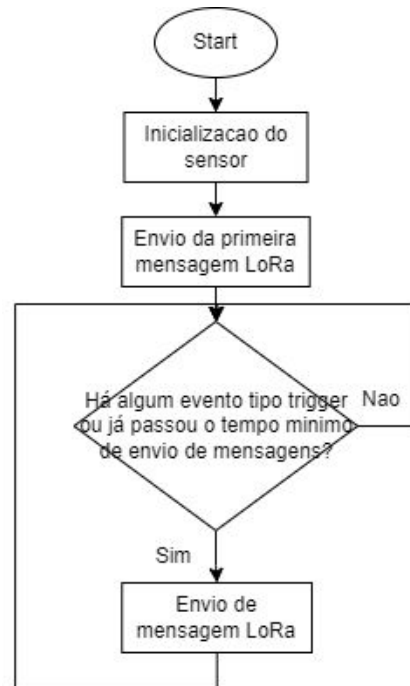 Start
Inicializacao do
sensor
Envio da primeira
mensagem LoRa
Há algum evento tipo trigger
ou já passou o tempo minimo
de envio de mensagens?
Nao
Sim
Envio de
mensagem LoRa